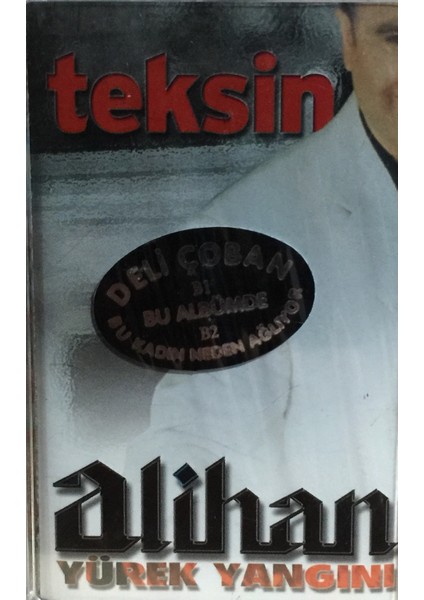 teksin
DELİ ÇOBAN
B1
BU ALBÜMDE
B2
BU KADIN NEDEN AĞLIYOR
alihan
YÜREK YANGINI